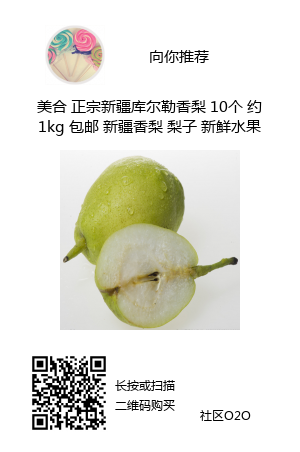 向你推荐
美合 正宗新疆库尔勒香梨 10个 约
1kg 包邮 新疆香梨 梨子 新鲜水果
长按或扫描
二维码购买
社区O2O